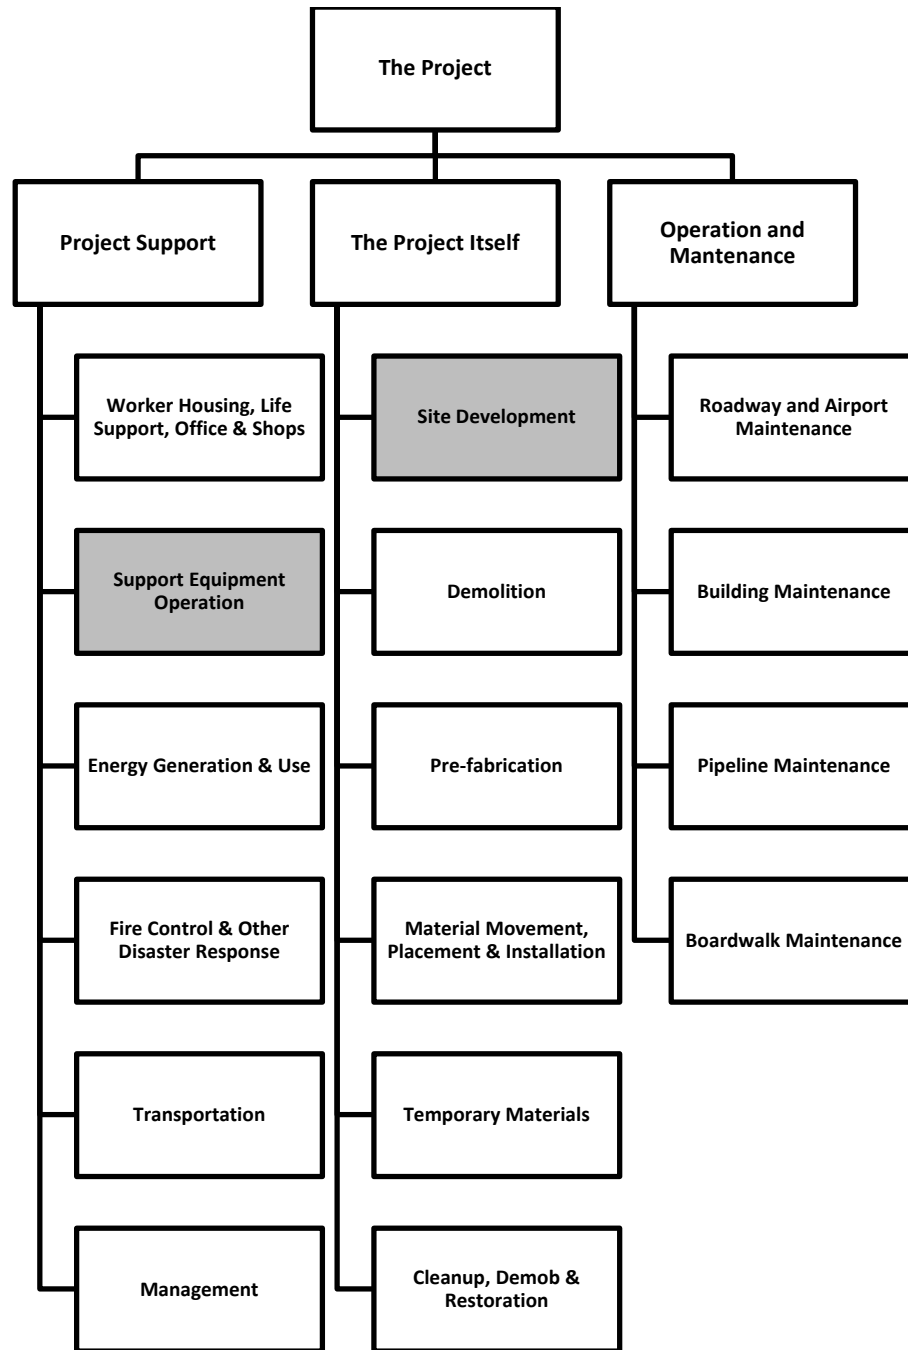 The Project
Project Support
The Project Itself
Operation and
Mantenance
Worker Housing, Life
Support, Office & Shops
Support Equipment
Operation
Energy Generation & Use
Fire Control & Other
Disaster Response
Transportation
Management
Site Development
Demolition
Pre-fabrication
Material Movement,
Placement & Installation
Temporary Materials
Cleanup, Demob &
Restoration
Roadway and Airport
Maintenance
Building Maintenance
Pipeline Maintenance
Boardwalk Maintenance